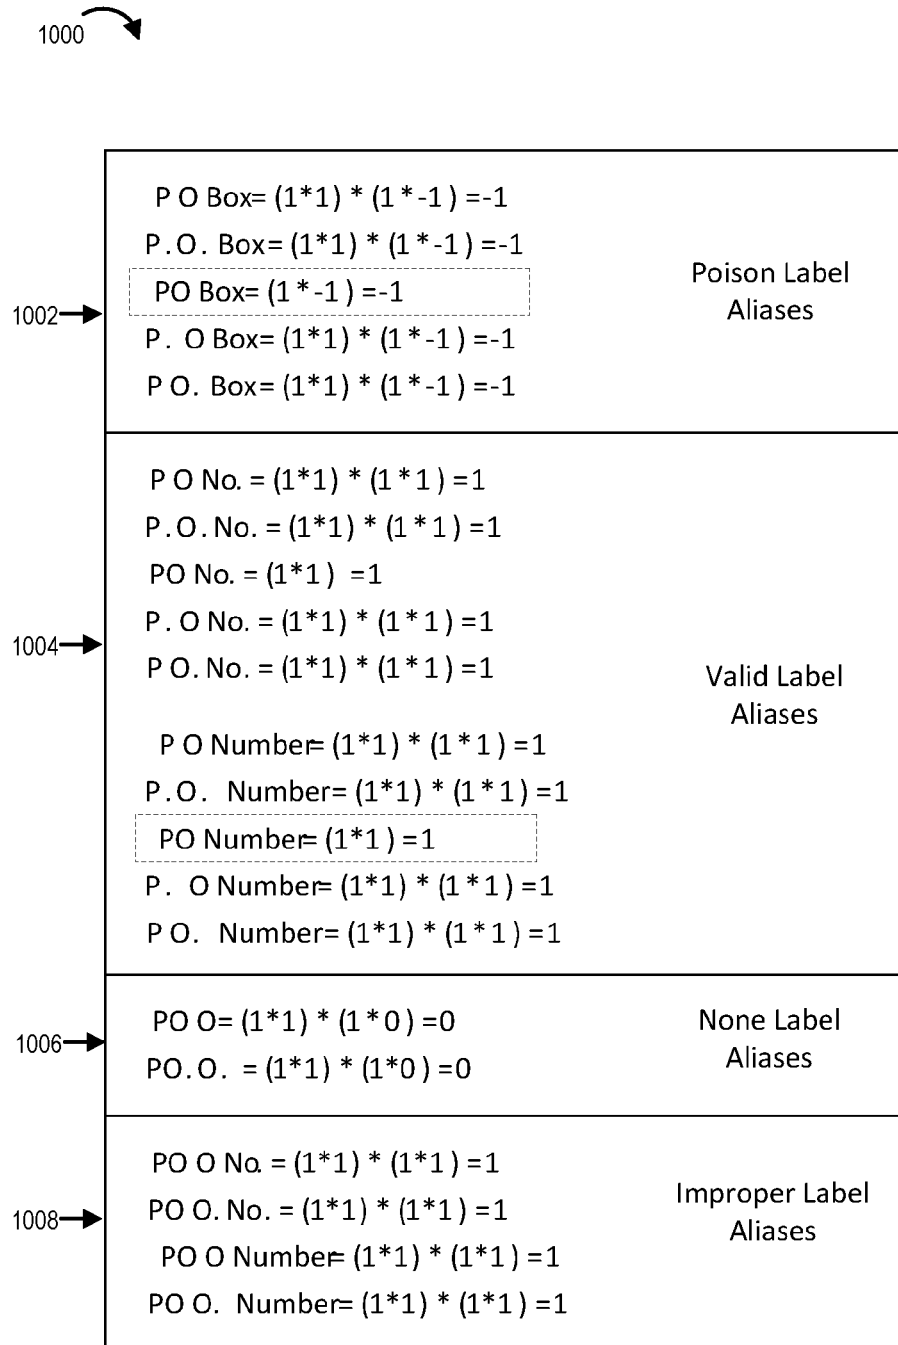 1000
P O Box= (1*1) * (1*-1) =-1
P.O. Box= (1*1) * (1*-1) =-1
PO Box= (1*-1) =-1
P. O Box= (1*1) * (1*-1) =-1
P O. Box= (1*1) * (1*-1) =-1
Poison Label
Aliases
1002
P O No. = (1*1) * (1*1) =1
P.O. No. = (1*1) * (1*1) =1
PO No. = (1*1) =1
P. O No. = (1*1) * (1*1) =1
P O. No. = (1*1) * (1*1) =1
P O Number= (1*1) * (1*1) =1
P.O. Number= (1*1) * (1*1) =1
PO Number= (1*1) =1
P. O Number= (1*1) * (1*1) =1
P O. Number= (1*1) * (1*1) =1
Valid Label
Aliases
1004
PO O= (1*1) * (1*0) =0
PO.O. = (1*1) * (1*0) =0
None Label
Aliases
1006
PO O No. = (1*1) * (1*1) =1
PO O. No. = (1*1) * (1*1) =1
PO O Number= (1*1) * (1*1) =1
PO O. Number= (1*1) * (1*1) =1
Improper Label
Aliases
1008